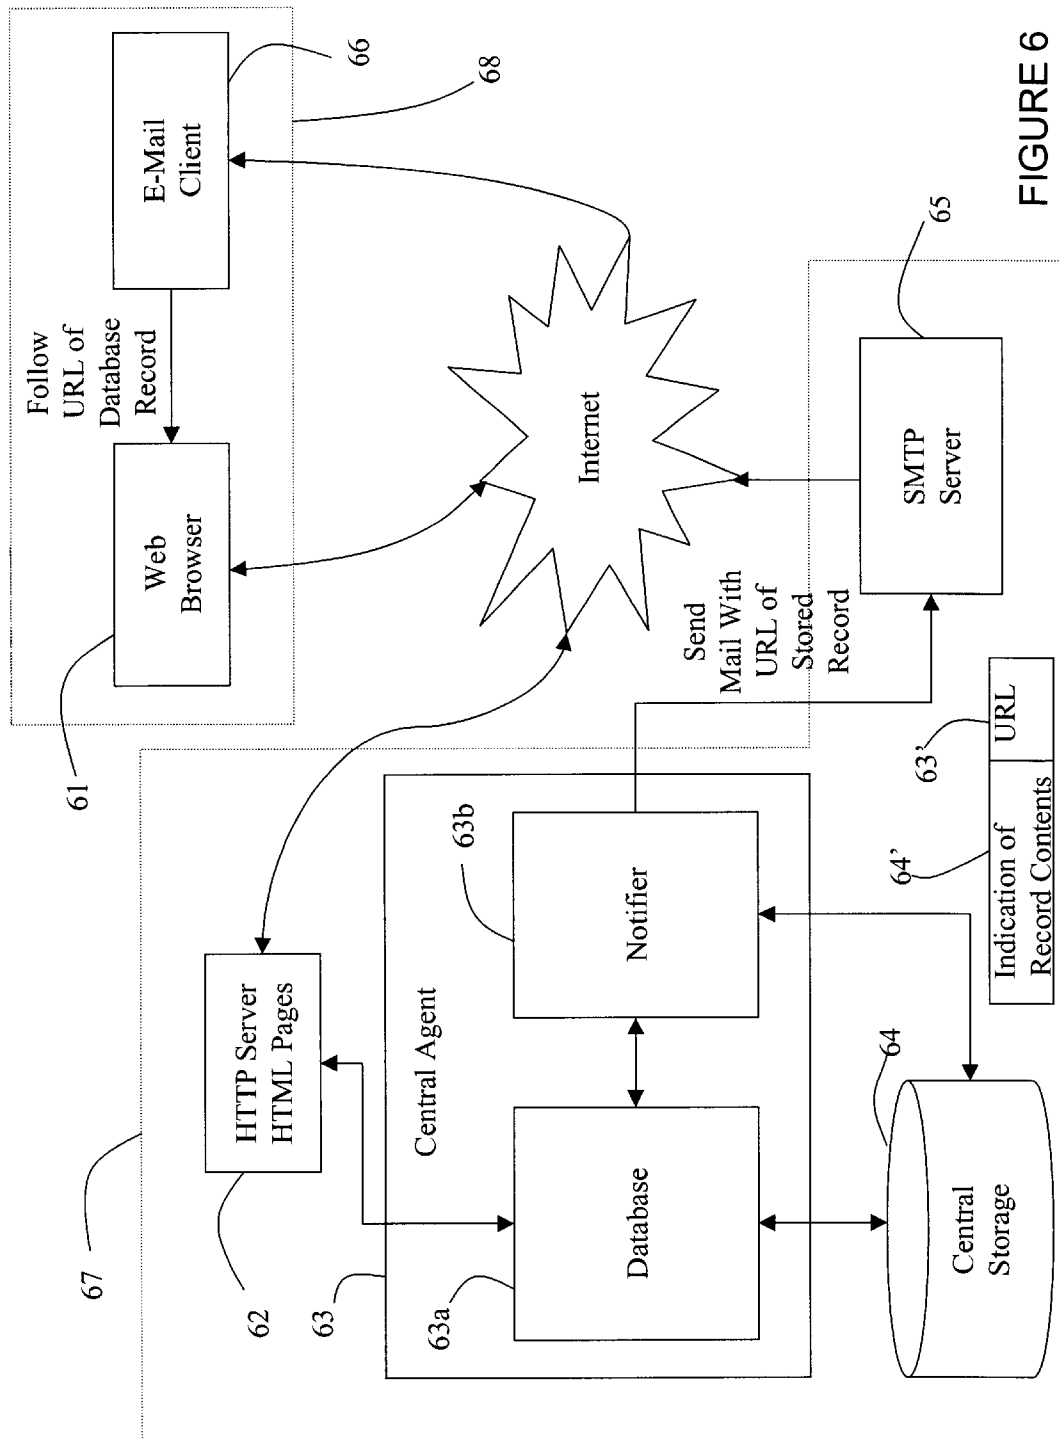 67
62
HTTP Server
HTML Pages
63
Central Agent
63a
Database
63b
Notifier
64
Central
Storage
64'
63'
Indication of
Record Contents
URL
61
Web
Browser
Follow
URL of
Database
Record
E-Mail
Client
66
68
Internet
Send
Mail With
URL of
Stored
Record
SMTP
Server
65
FIGURE 6